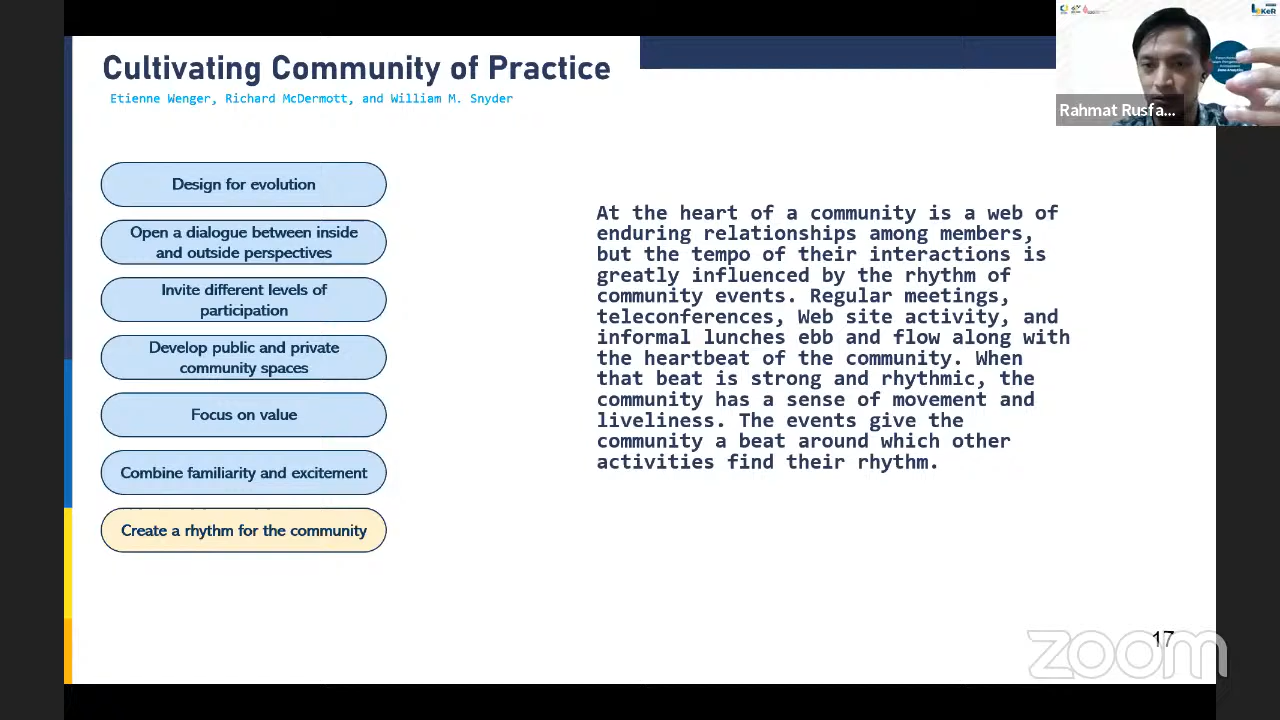 Cultivating Community of Practice
Etienne Wenger, Richard McDermott, and William M. Snyder
Rahmat Rusfa...
Design for evolution
Open a dialogue between inside
and outside perspectives
Invite different levels of
participation
Develop public and private
community spaces
Focus on value
Combine familiarity and excitement
Create a rhythm for the community
At the heart of a community is a web of
enduring relationships among members,
but the tempo of their interactions is
greatly influenced by the rhythm of
community events. Regular meetings,
teleconferences, Web site activity, and
informal lunches ebb and flow along with
the heartbeat of the community. When
that beat is strong and rhythmic, the
community has a sense of movement and
liveliness. The events give the
community a beat around which other
activities find their rhythm.
17
zoom